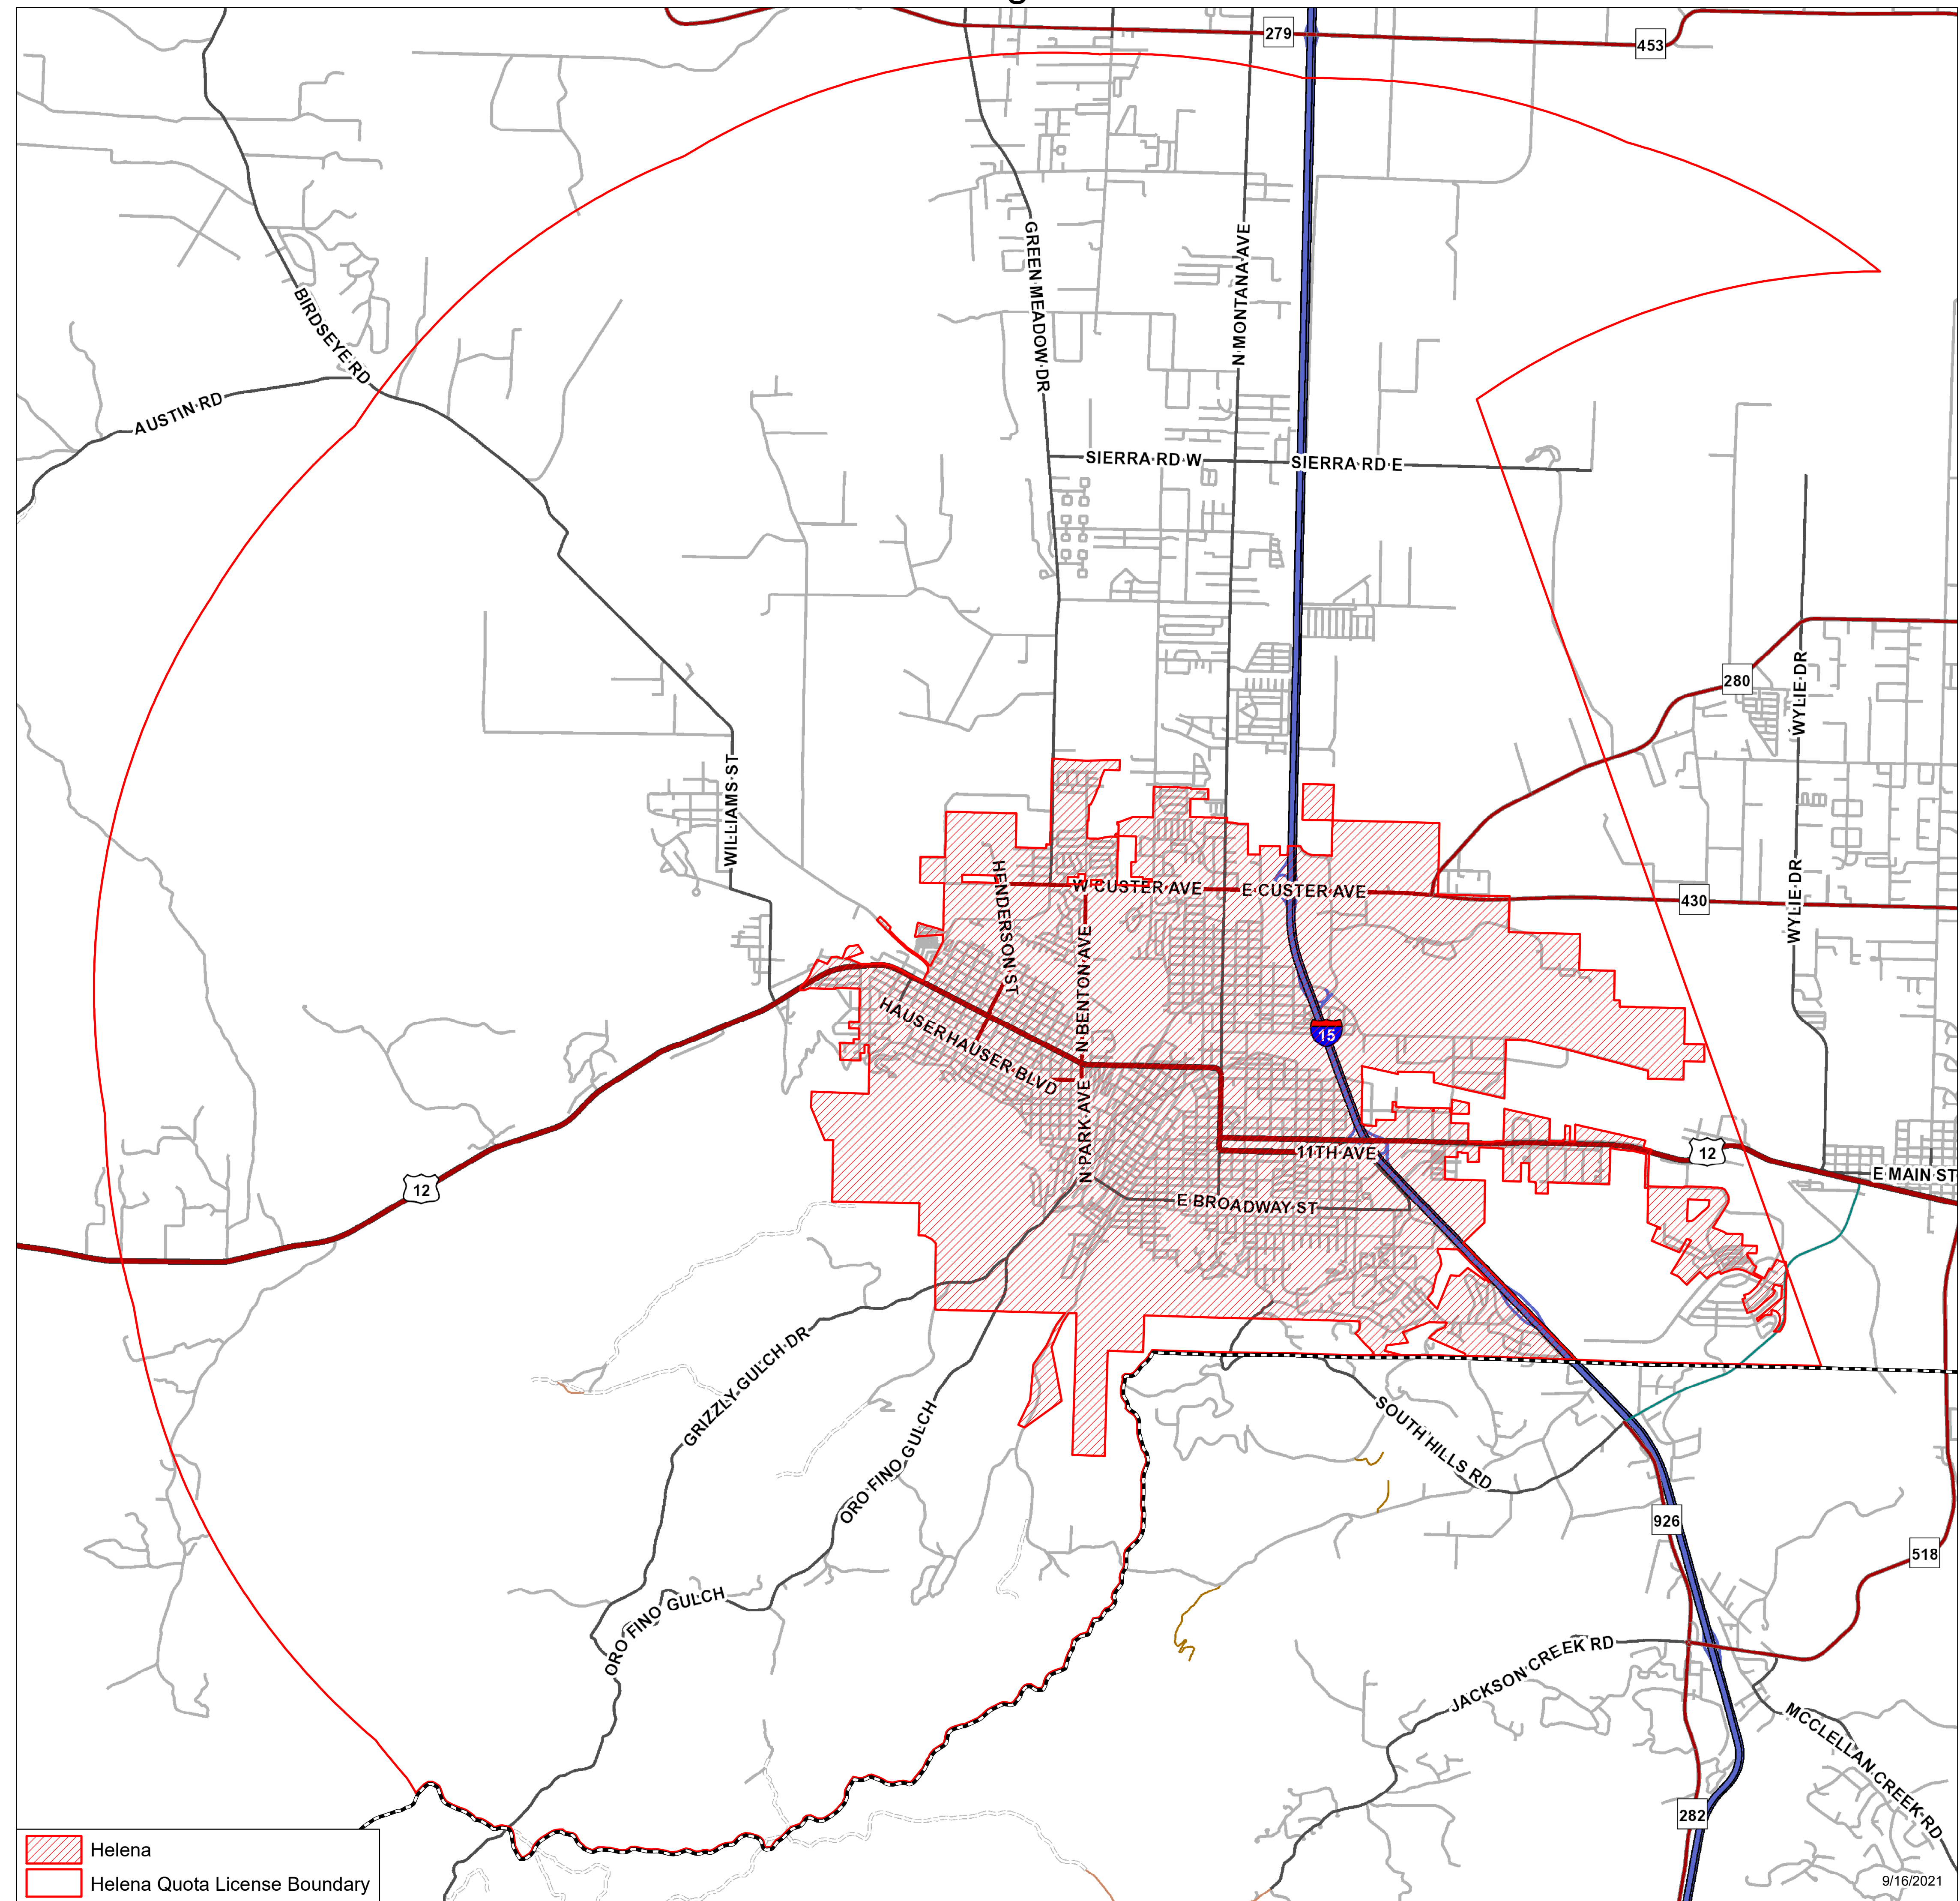 279
453
GREEN MEADOW DR
N MONTANA AVE
BIRDSEYE RD
AUSTIN RD
SIERRA RD W
SIERRA RD E
280
WYLIE DR
WILLIAMS ST
HENDERSON ST
W CUSTER AVE
E CUSTER AVE
430
WYLIE DR
N BENTON AVE
HAUSER
HAUSER BLVD
15
N PARK AVE
11TH AVE
12
E MAIN ST
12
E BROADWAY ST
GRIZZLY GULCH DR
ORO FINO GULCH
SOUTH HILLS RD
926
518
ORO FINO GULCH
JACKSON CREEK RD
MCCLELLAN CREEK RD
282
Helena
Helena Quota License Boundary
9/16/2021